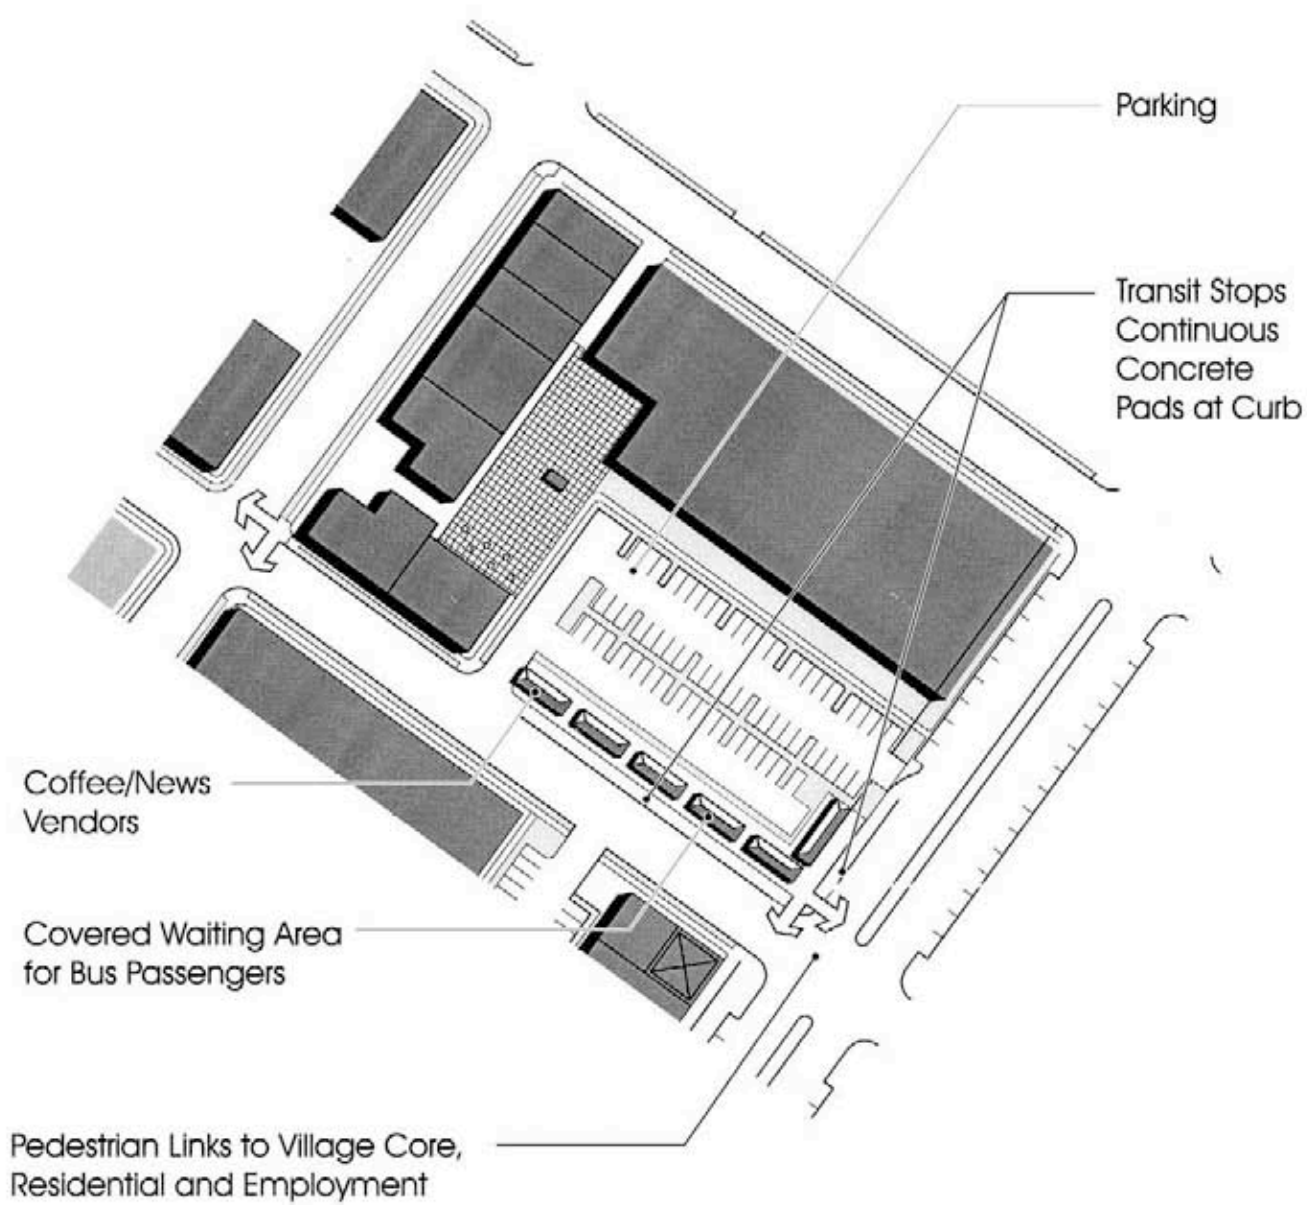 Parking
Transit Stops
Continuous
Concrete
Pads at Curb
Coffee/News
Vendors
Covered Waiting Area
for Bus Passengers
Pedestrian Links to Village Core,
Residential and Employment